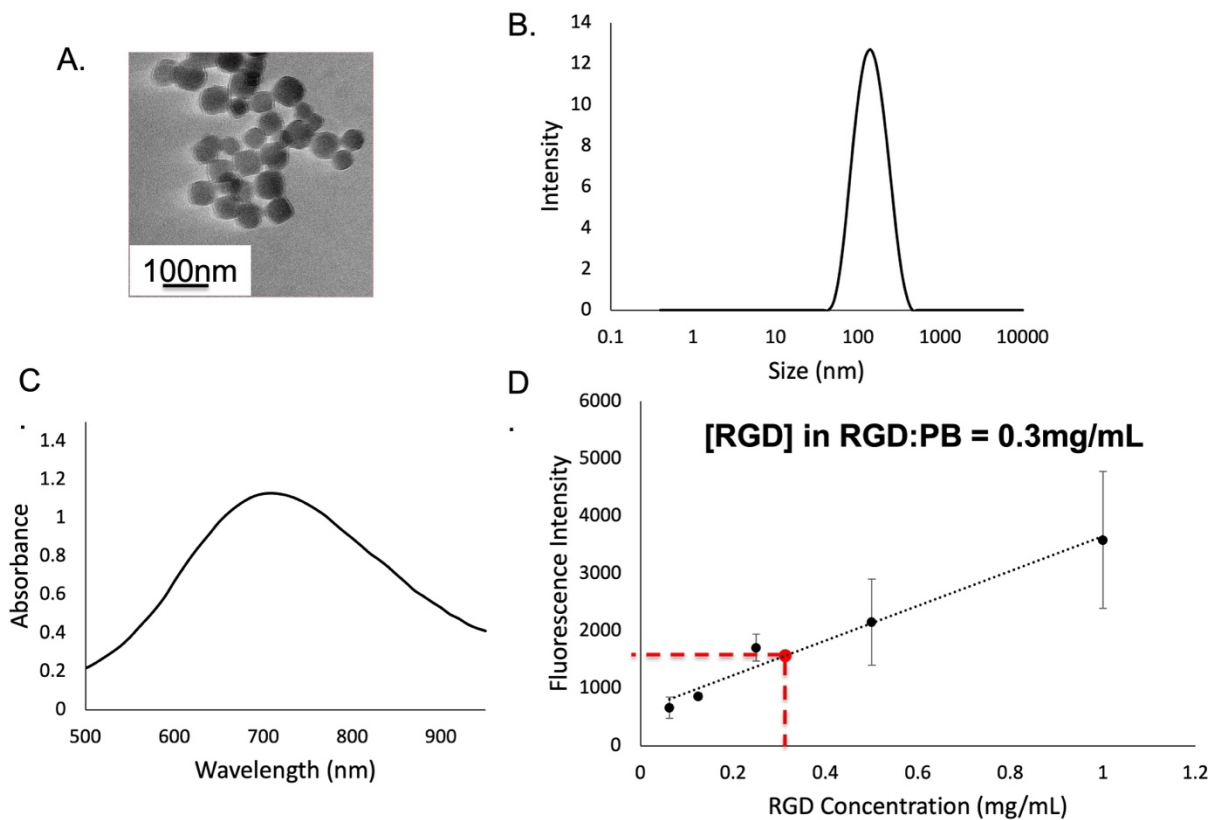 A.
100nm
B.
14
12
10
8
6
4
2
0
Intensity
0.1 1 10 100 1000 10000
Size (nm)
C
.
1.4
1.2
1
0.8
0.6
0.4
0.2
0
Absorbance
500 600 700 800 900
Wavelength (nm)
D
.
[RGD] in RGD:PB = 0.3mg/mL
6000
5000
4000
3000
2000
1000
0
Fluorescence Intensity
0 0.2 0.4 0.6 0.8 1 1.2
RGD Concentration (mg/mL)